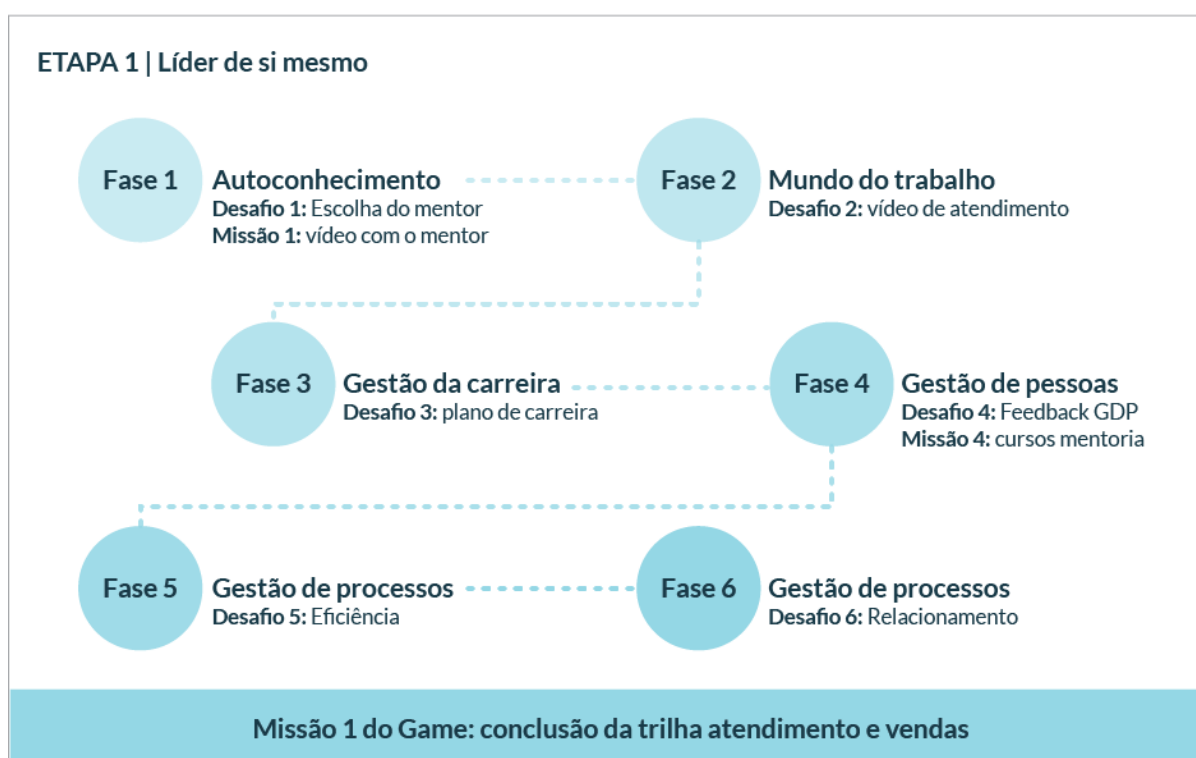 ETAPA 1 | Líder de si mesmo
Fase 1
Autoconhecimento
Desafio 1: Escolha do mentor
Missão 1: vídeo com o mentor
Fase 2
Mundo do trabalho
Desafio 2: vídeo de atendimento
Fase 3
Gestão da carreira
Desafio 3: plano de carreira
Fase 4
Gestão de pessoas
Desafio 4: Feedback GDP
Missão 4: cursos mentoria
Fase 5
Gestão de processos
Desafio 5: Eficiência
Fase 6
Gestão de processos
Desafio 6: Relacionamento
Missão 1 do Game: conclusão da trilha atendimento e vendas